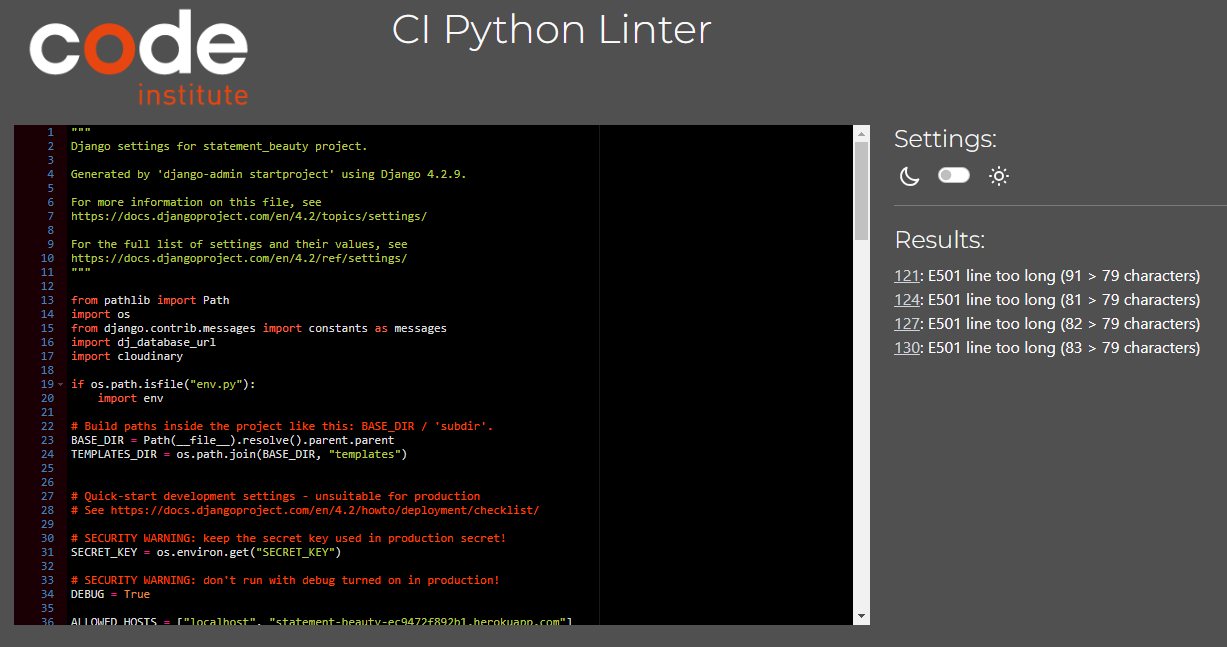 code
institute
CI Python Linter
1 """
2 Django settings for statement_beauty project.
3
4 Generated by 'django-admin startproject' using Django 4.2.9.
5
6 For more information on this file, see
7 https://docs.djangoproject.com/en/4.2/topics/settings/
8
9 For the full list of settings and their values, see
10 https://docs.djangoproject.com/en/4.2/ref/settings/
11 """
12
13 from pathlib import Path
14 import os
15 from django.contrib.messages import constants as messages
16 import dj_database_url
17 import cloudinary
18
19 if os.path.isfile("env.py"):
20     import env
21
22 # Build paths inside the project like this: BASE_DIR / 'subdir'.
23 BASE_DIR = Path(__file__).resolve().parent.parent
24 TEMPLATES_DIR = os.path.join(BASE_DIR, "templates")
25
26
27 # Quick-start development settings - unsuitable for production
28 # See https://docs.djangoproject.com/en/4.2/howto/deployment/checklist/
29
30 # SECURITY WARNING: keep the secret key used in production secret!
31 SECRET_KEY = os.environ.get("SECRET_KEY")
32
33 # SECURITY WARNING: don't run with debug turned on in production!
34 DEBUG = True
35
36 ALLOWED_HOSTS = ["localhost", "statement-beauty-ec9472f892b1.herokuapp.com"]
Settings:
Results:
121: E501 line too long (91 > 79 characters)
124: E501 line too long (81 > 79 characters)
127: E501 line too long (82 > 79 characters)
130: E501 line too long (83 > 79 characters)